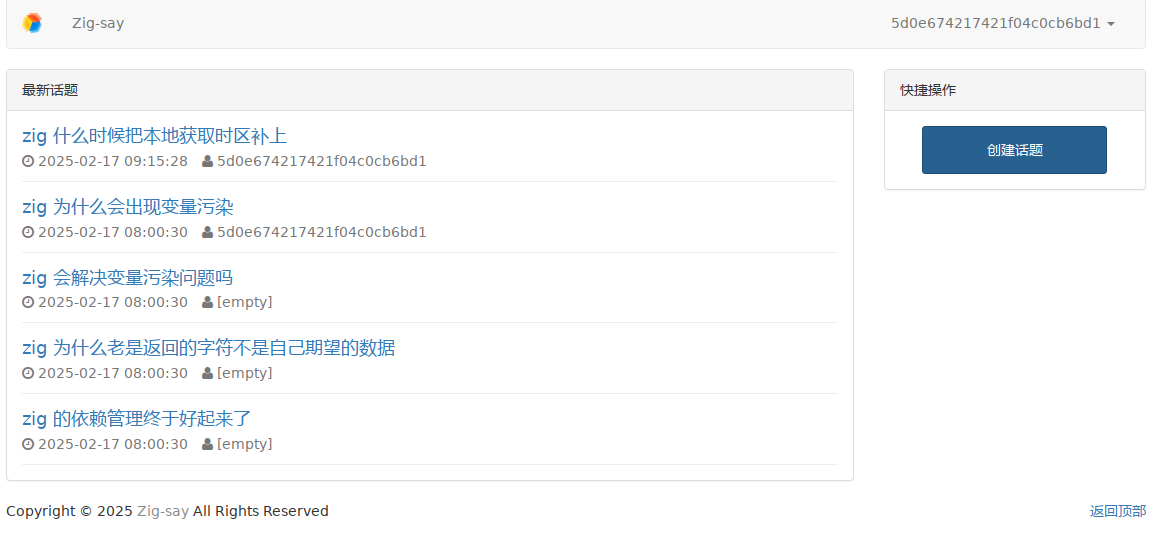 Zig-say
5d0e674217421f04c0cb6bd1
最新话题
zig 什么时候把本地获取时区补上
2025-02-17 09:15:28 5d0e674217421f04c0cb6bd1
zig 为什么会出现变量污染
2025-02-17 08:00:30 5d0e674217421f04c0cb6bd1
zig 会解决变量污染问题吗
2025-02-17 08:00:30 [empty]
zig 为什么老是返回的字符不是自己期望的数据
2025-02-17 08:00:30 [empty]
zig 的依赖管理终于好起来了
2025-02-17 08:00:30 [empty]
快捷操作
创建话题
Copyright © 2025 Zig-say All Rights Reserved
返回顶部